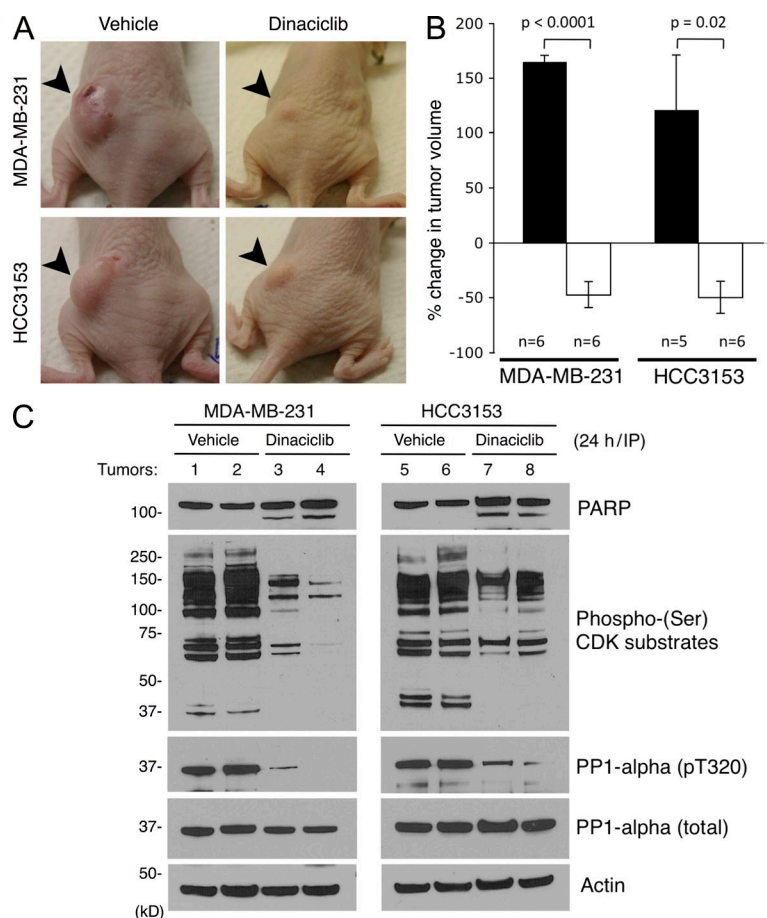 A
Vehicle
Dinaciclib
MDA-MB-231
HCC3153
B
p < 0.0001
p = 0.02
% change in tumor volume
200
150
100
50
0
-50
-100
n=6
n=6
n=5
n=6
MDA-MB-231
HCC3153
C
MDA-MB-231
HCC3153
Vehicle
Dinaciclib
Vehicle
Dinaciclib
(24 h/IP)
Tumors:
1 2 3 4
5 6 7 8
100-
PARP
250-
150-
100-
75-
50-
37-
Phospho-(Ser)
CDK substrates
37-
PP1-alpha (pT320)
37-
PP1-alpha (total)
50-
Actin
(kD)